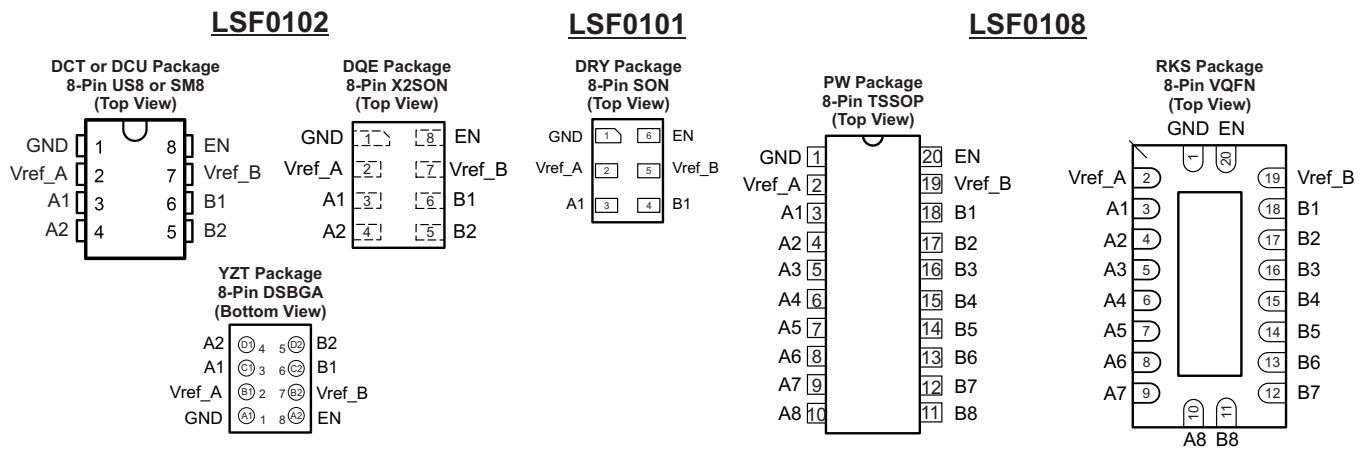 LSF0102
DCT or DCU Package
8-Pin US8 or SM8
(Top View)
GND 1 8 EN
Vref_A 2 7 Vref_B
A1 3 6 B1
A2 4 5 B2
DQE Package
8-Pin X2SON
(Top View)
GND 1 8 EN
Vref_A 2 7 Vref_B
A1 3 6 B1
A2 4 5 B2
YZT Package
8-Pin DSBGA
(Bottom View)
A2 D1 4 5 D2 B2
A1 C1 3 6 C2 B1
Vref_A B1 2 7 B2 Vref_B
GND A1 1 8 A2 EN
LSF0101
DRY Package
8-Pin SON
(Top View)
GND 1 6 EN
Vref_A 2 5 Vref_B
A1 3 4 B1
LSF0108
PW Package
8-Pin TSSOP
(Top View)
GND 1 20 EN
Vref_A 2 19 Vref_B
A1 3 18 B1
A2 4 17 B2
A3 5 16 B3
A4 6 15 B4
A5 7 14 B5
A6 8 13 B6
A7 9 12 B7
A8 10 11 B8
RKS Package
8-Pin VQFN
(Top View)
GND EN
1 20
Vref_A 2 19 Vref_B
A1 3 18 B1
A2 4 17 B2
A3 5 16 B3
A4 6 15 B4
A5 7 14 B5
A6 8 13 B6
A7 9 12 B7
10 11
A8 B8